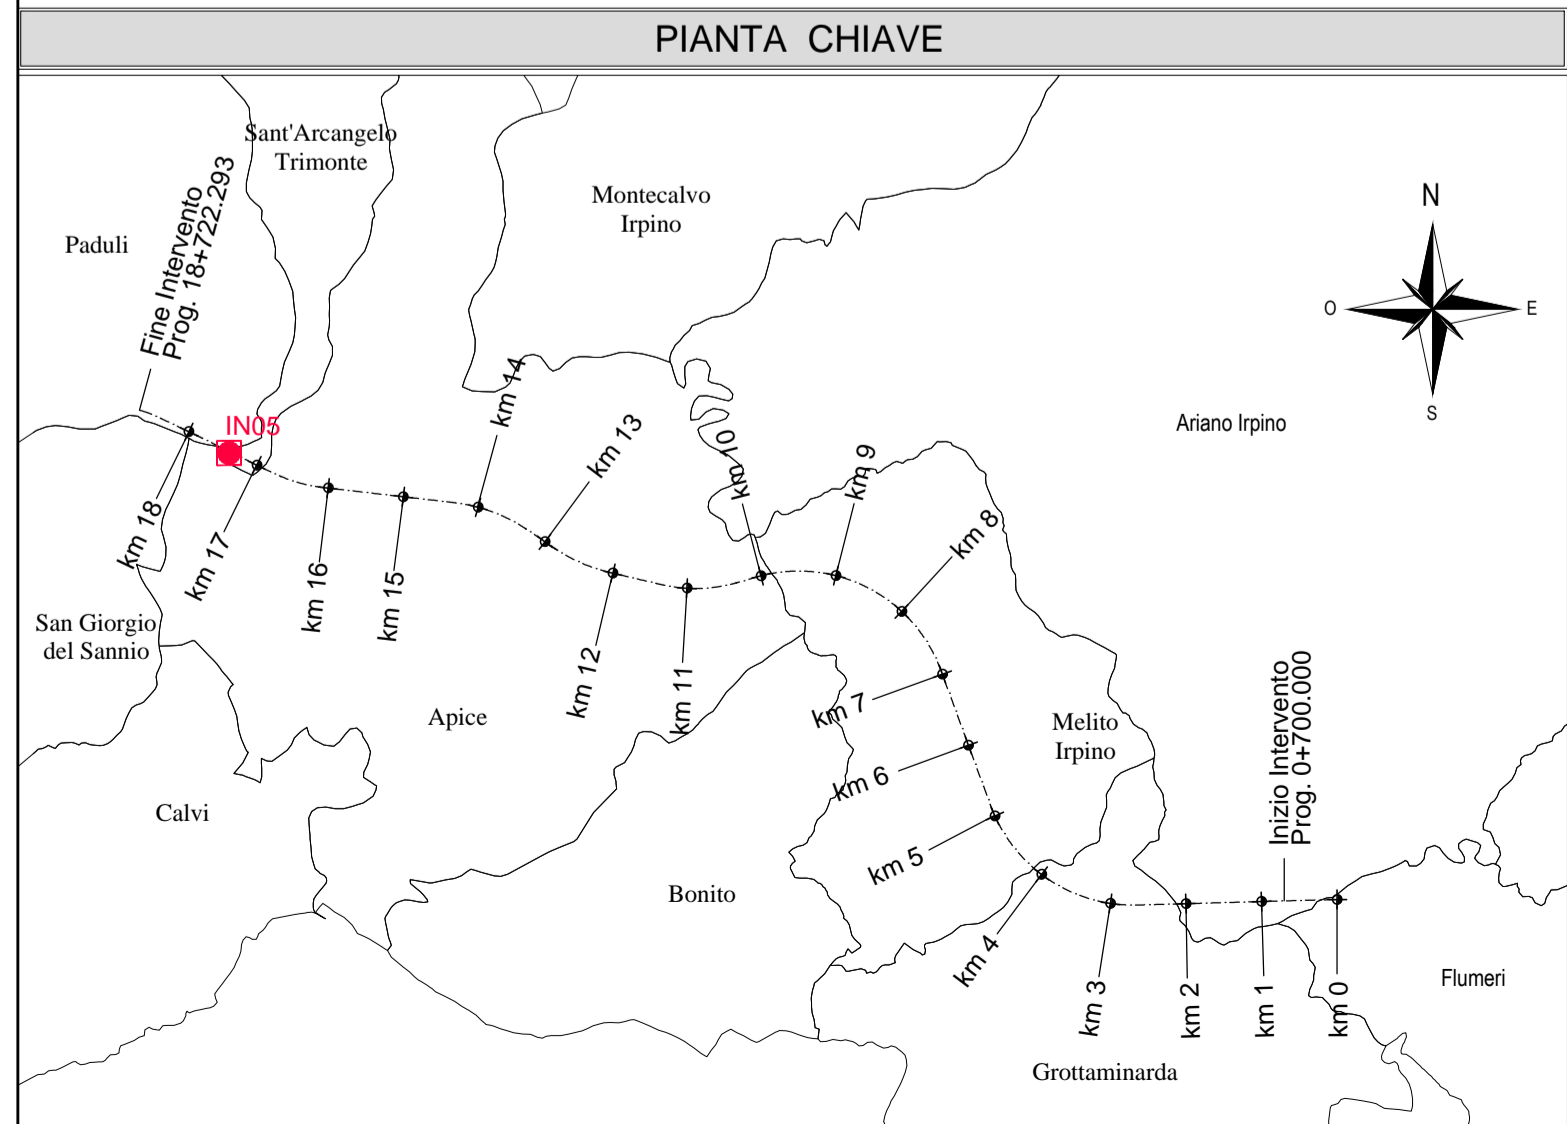 PIANTA CHIAVE
Sant'Arcangelo
Trimonte
Montecalvo
Irpino
Paduli
Fine Intervento
Prog. 18+722.293
N
O
E
S
IN05
Ariano Irpino
km 18
km 17
km 16
km 15
km 14
km 13
km 12
km 11
km 10
km 9
km 8
km 7
km 6
km 5
km 4
km 3
km 2
km 1
km 0
San Giorgio
del Sannio
Apice
Melito
Irpino
Inizio Intervento
Prog. 0+700.000
Calvi
Bonito
Flumeri
Grottaminarda